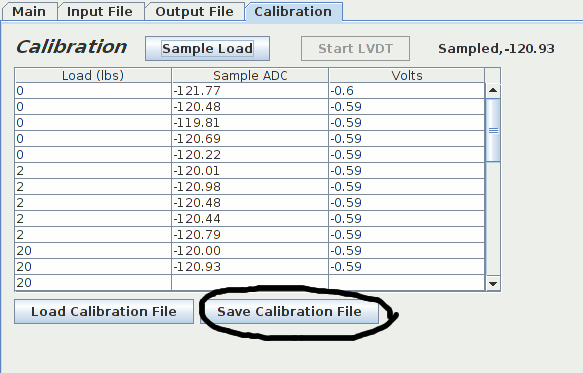 Main Input File Output File Calibration
Calibration Sample Load Start LVDT Sampled,-120.93
Load (lbs) Sample ADC Volts
0 -121.77 -0.6
0 -120.48 -0.59
0 -119.81 -0.59
0 -120.69 -0.59
0 -120.22 -0.59
2 -120.01 -0.59
2 -120.98 -0.59
2 -120.48 -0.59
2 -120.44 -0.59
2 -120.79 -0.59
20 -120.00 -0.59
20 -120.93 -0.59
20
Load Calibration File Save Calibration File